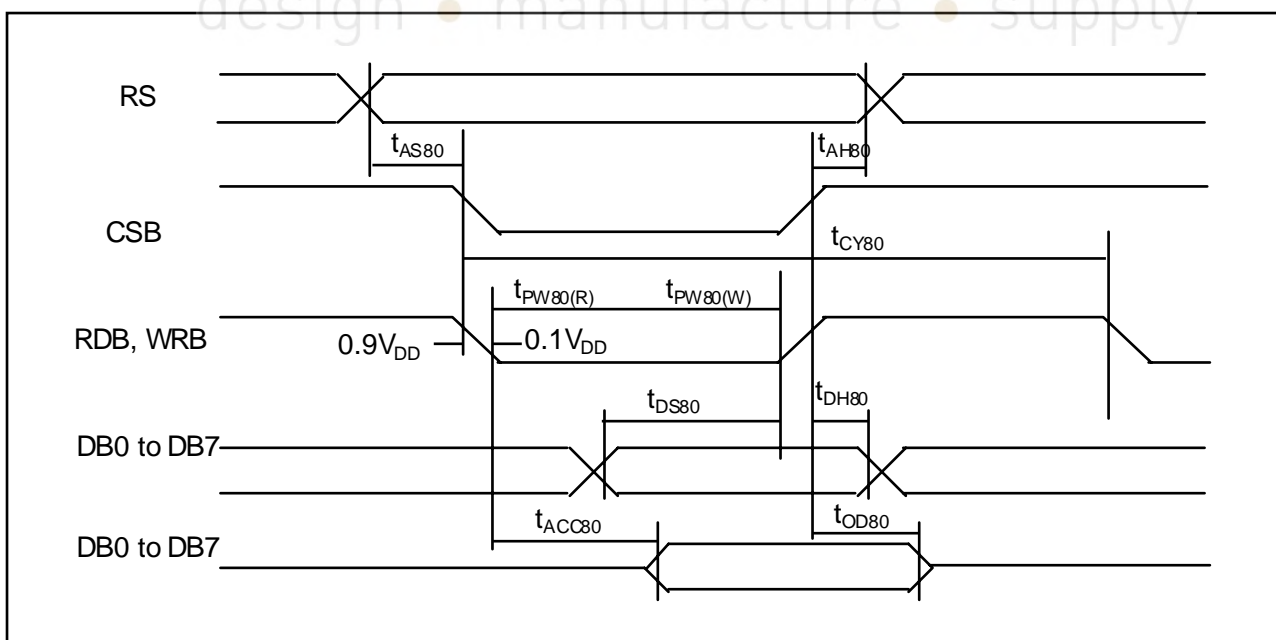 design • manufacture • supply
RS
tAS80
tAH80
CSB
tCY80
tPW80(R)
tPW80(W)
RDB, WRB
0.9VDD
0.1VDD
tDS80
tDH80
DB0 to DB7
tACC80
tOD80
DB0 to DB7